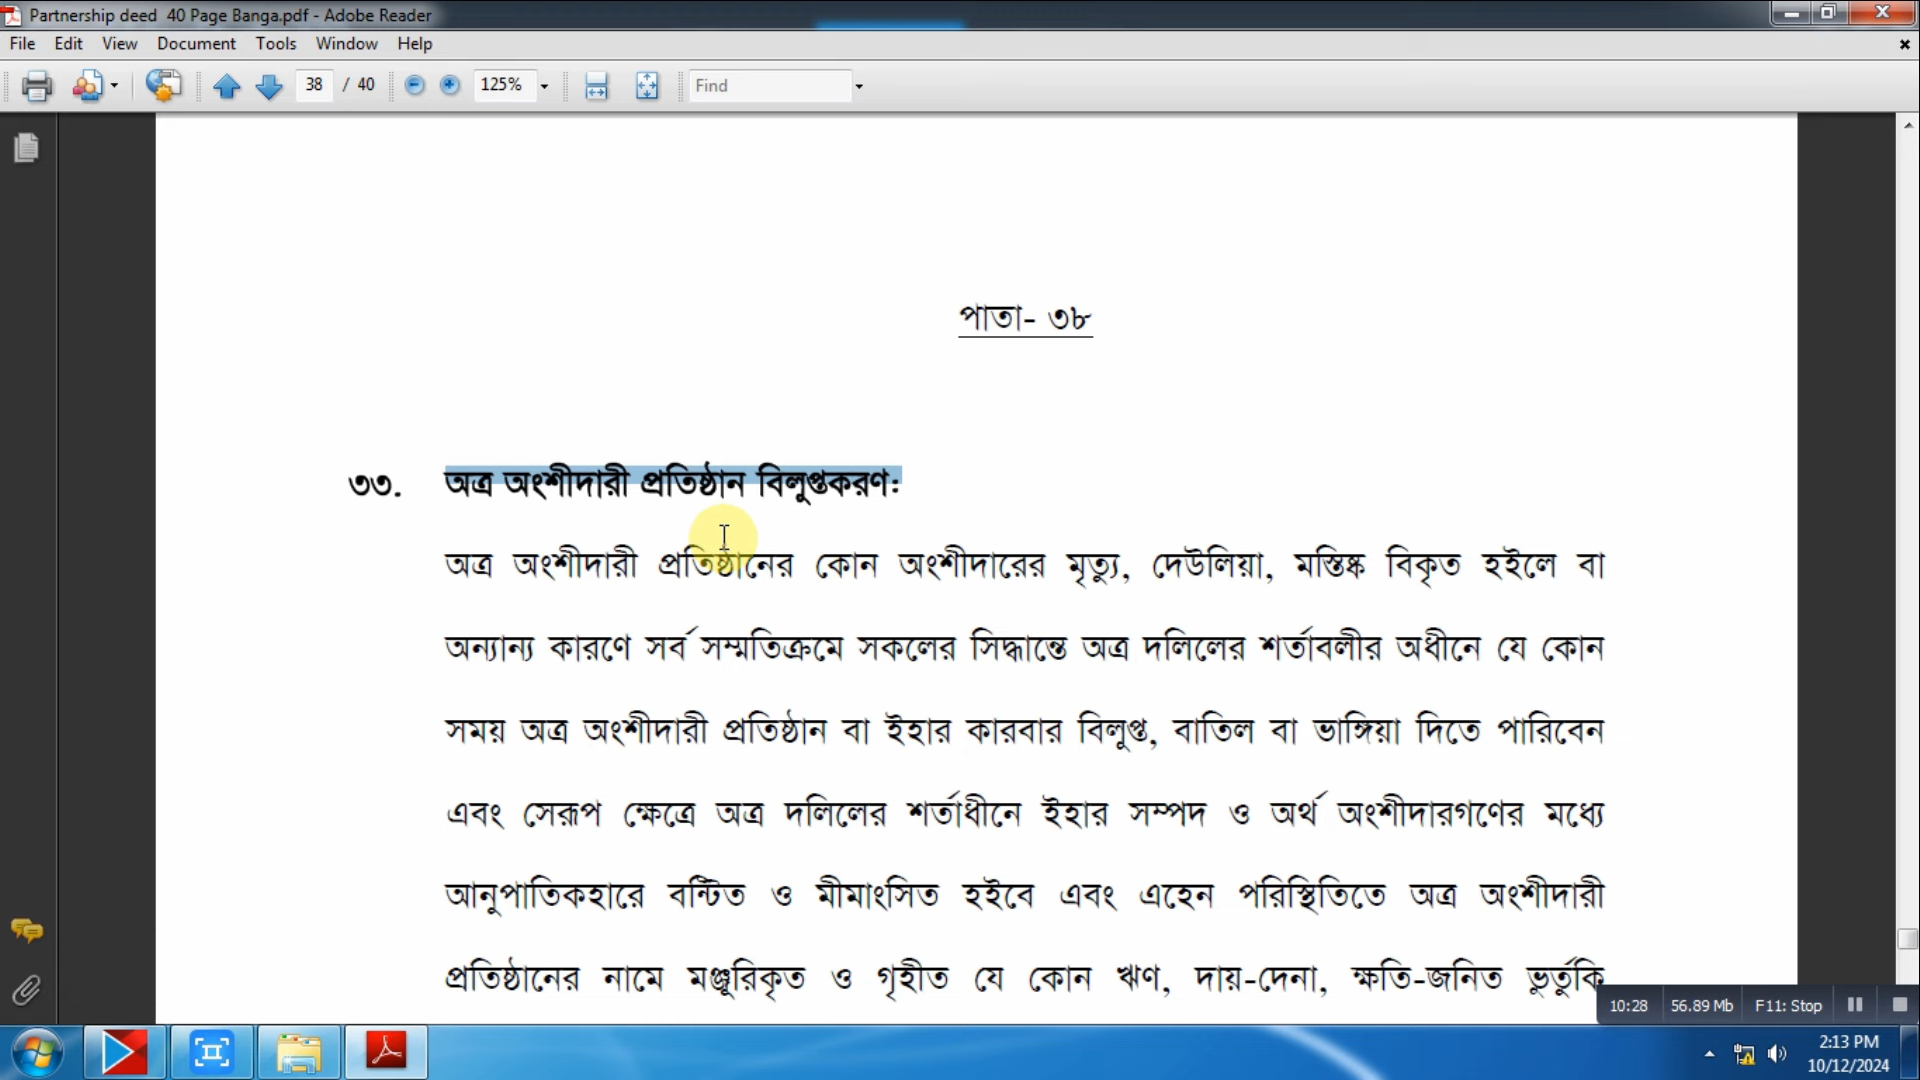 Partnership deed 40 Page Banga.pdf - Adobe Reader
File Edit View Document Tools Window Help
38 / 40 125% Find
পাতা- ৩৮
৩৩. অত্র অংশীদারী প্রতিষ্ঠান বিলুপ্তকরণ:
অত্র অংশীদারী প্রতিষ্ঠানের কোন অংশীদারের মৃত্যু, দেউলিয়া, মস্তিষ্ক বিকৃত হইলে বা
অন্যান্য কারণে সর্ব সম্মতিক্রমে সকলের সিদ্ধান্তে অত্র দলিলের শর্তাবলীর অধীনে যে কোন
সময় অত্র অংশীদারী প্রতিষ্ঠান বা ইহার কারবার বিলুপ্ত, বাতিল বা ভাঙ্গিয়া দিতে পারিবেন
এবং সেরূপ ক্ষেত্রে অত্র দলিলের শর্তাধীনে ইহার সম্পদ ও অর্থ অংশীদারগণের মধ্যে
আনুপাতিকহারে বন্টিত ও মীমাংসিত হইবে এবং এহেন পরিস্থিতিতে অত্র অংশীদারী
প্রতিষ্ঠানের নামে মঞ্জুরিকৃত ও গৃহীত যে কোন ঋণ, দায়-দেনা, ক্ষতি-জনিত ভুর্তুকি
10:28 56.89 Mb F11: Stop
2:13 PM
10/12/2024